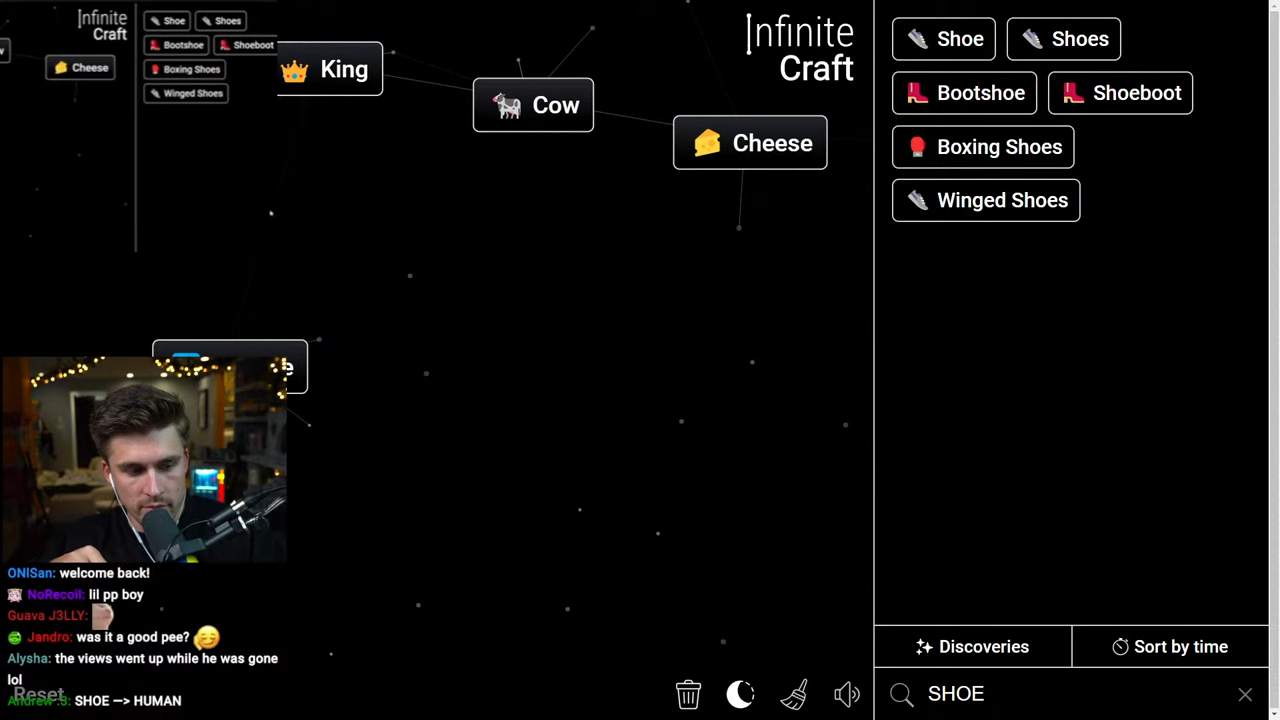 Infinite
Craft
Shoe
Shoes
Bootshoe
Shoeboot
Cheese
Boxing Shoes
Winged Shoes
King
Cow
Cheese
Infinite
Craft
Shoe
Shoes
Bootshoe
Shoeboot
Boxing Shoes
Winged Shoes
ONISan: welcome back!
NoRecoil: lil pp boy
Guava J3LLY:
Jandro: was it a good pee?
Alysha: the views went up while he was gone
lol
Reset
Andrew .S: SHOE —> HUMAN
Discoveries
Sort by time
SHOE